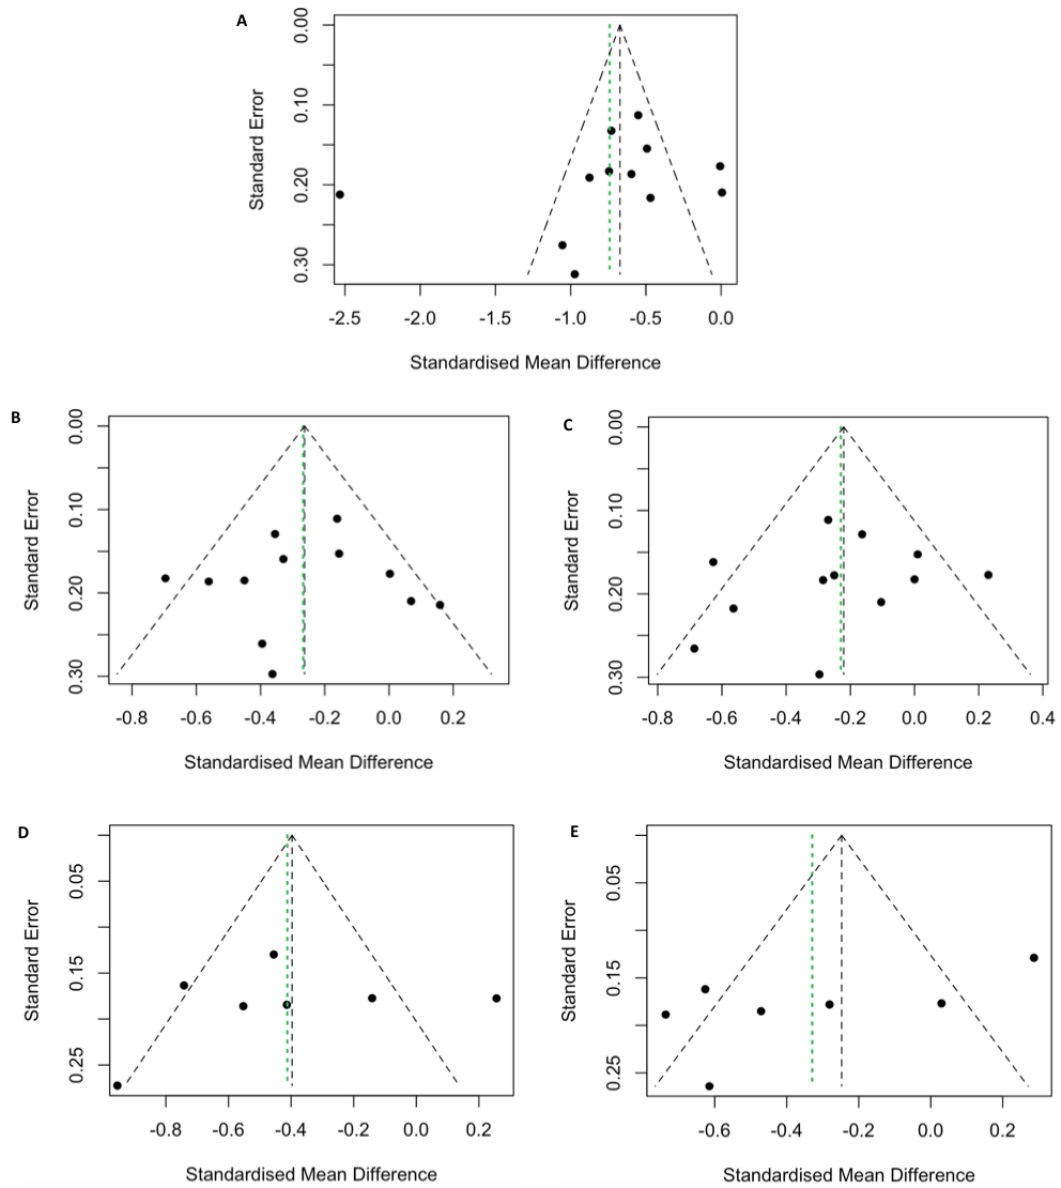 A
0.00
0.10
0.20
0.30
Standard Error
-2.5 -2.0 -1.5 -1.0 -0.5 0.0
Standardised Mean Difference
B
0.00
0.10
0.20
0.30
Standard Error
-0.8 -0.6 -0.4 -0.2 0.0 0.2
Standardised Mean Difference
C
0.00
0.10
0.20
0.30
Standard Error
-0.8 -0.6 -0.4 -0.2 0.0 0.2 0.4
Standardised Mean Difference
D
0.05
0.15
0.25
Standard Error
-0.8 -0.6 -0.4 -0.2 0.0 0.2
Standardised Mean Difference
E
0.05
0.15
0.25
Standard Error
-0.6 -0.4 -0.2 0.0 0.2
Standardised Mean Difference